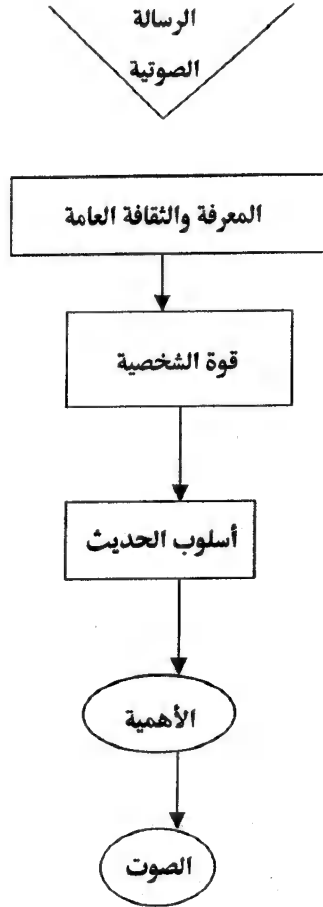 الرسالة
الصوتية
المعرفة والثقافة العامة
قوة الشخصية
أسلوب الحديث
الأهمية
الصوت